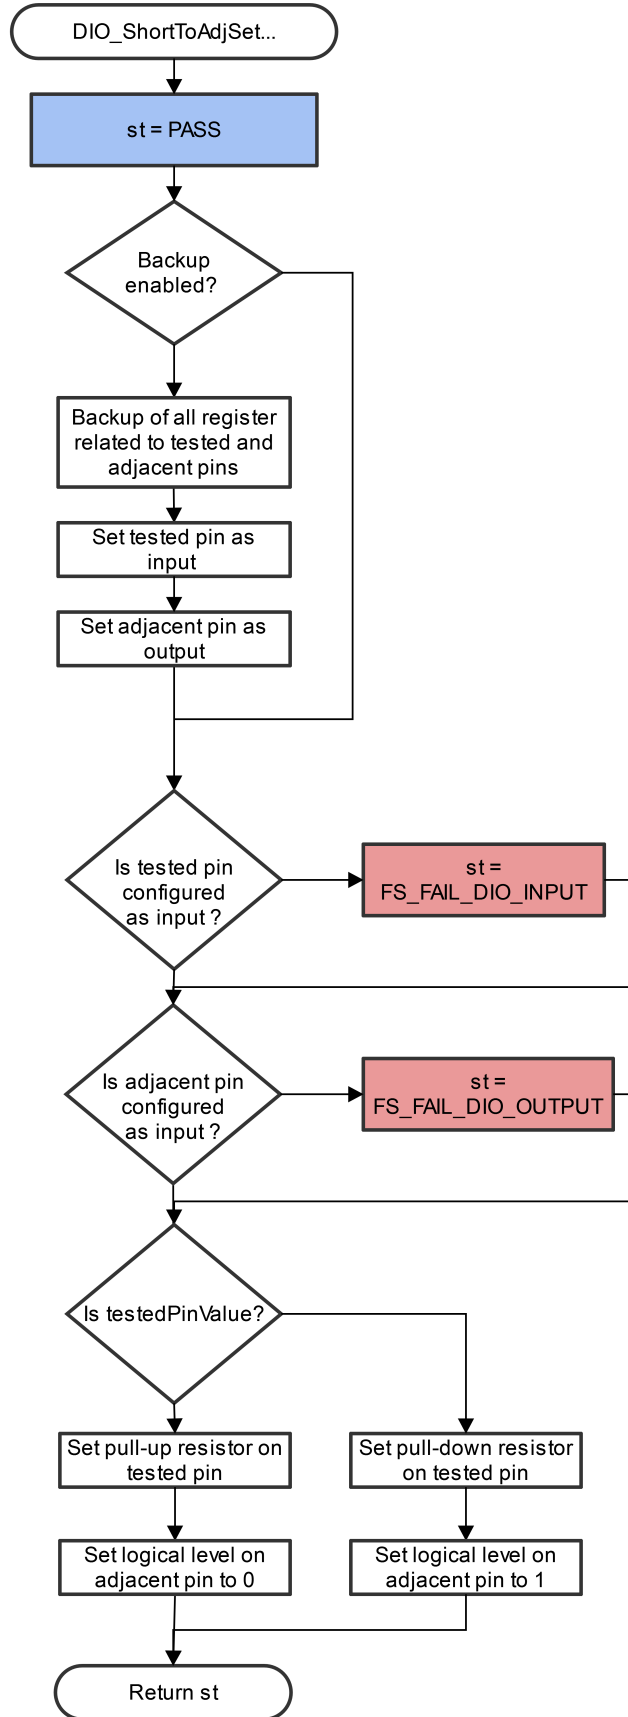 DIO_ShortToAdjSet...
st = PASS
Backup
enabled?
Backup of all register
related to tested and
adjacent pins
Set tested pin as
input
Set adjacent pin as
output
Is tested pin
configured
as input ?
st =
FS_FAIL_DIO_INPUT
Is adjacent pin
configured
as input ?
st =
FS_FAIL_DIO_OUTPUT
Is testedPinValue?
Set pull-up resistor on
tested pin
Set pull-down resistor
on tested pin
Set logical level on
adjacent pin to 0
Set logical level on
adjacent pin to 1
Return st